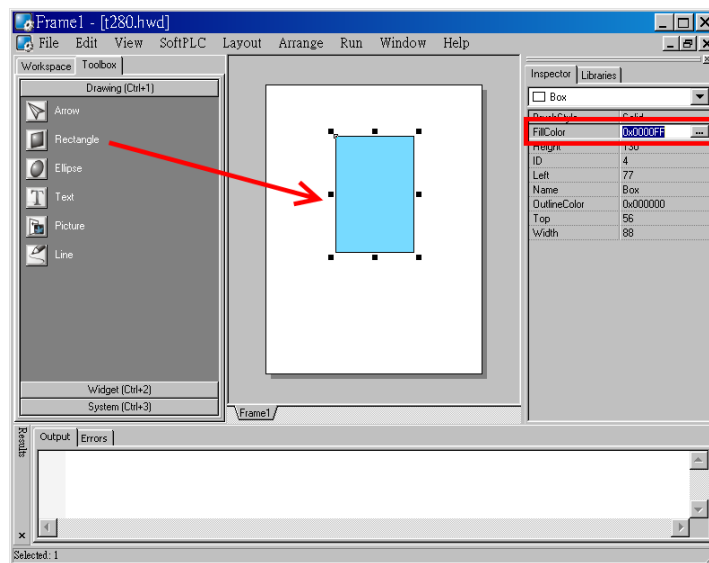 Frame1 - [t280.hwd]
File Edit View SoftPLC Layout Arrange Run Window Help
Workspace Toolbox
Drawing (Ctrl+1)
Arrow
Rectangle
Ellipse
Text
Picture
Line
Widget (Ctrl+2)
System (Ctrl+3)
Frame1
Inspector Libraries
Box
BrushStyle Solid
FillColor 0x0000FF ...
Height 130
ID 4
Left 77
Name Box
OutlineColor 0x000000
Top 56
Width 88
Results
Output Errors
Selected: 1